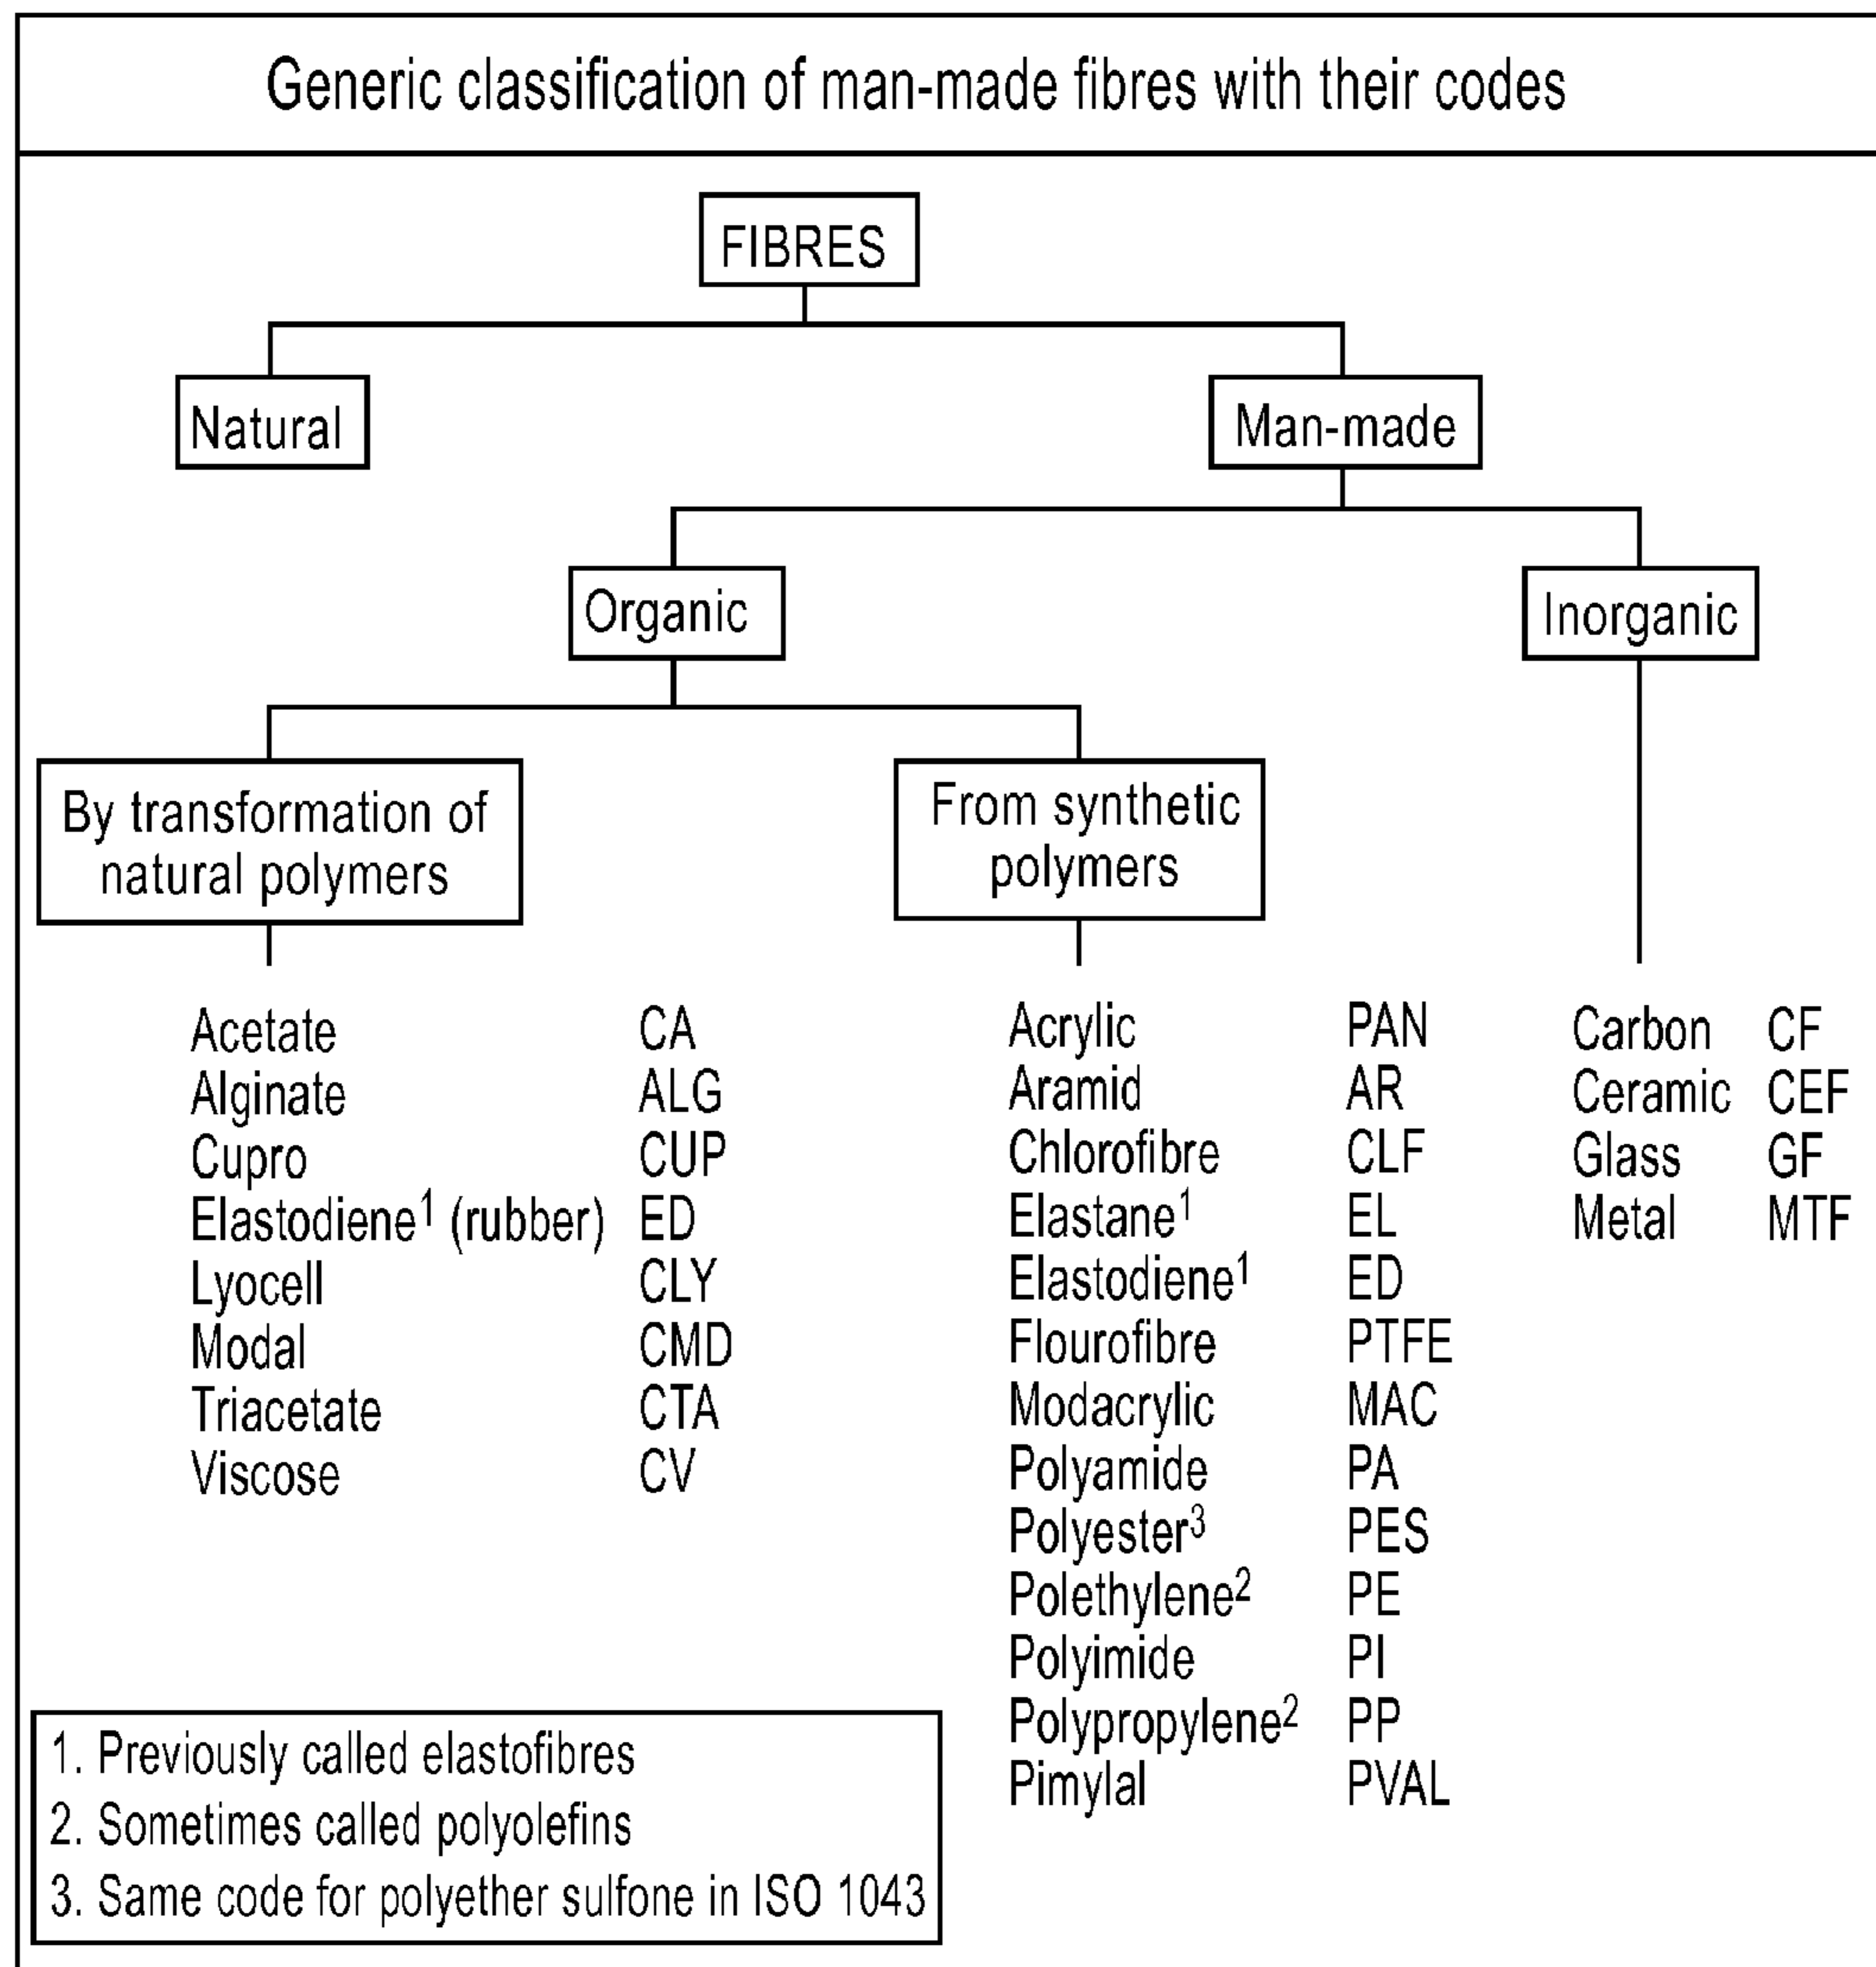 Generic classification of man-made fibres with their codes
FIBRES
Natural
Man-made
Organic
Inorganic
By transformation of
natural polymers
From synthetic
polymers
Acetate CA
Alginate ALG
Cupro CUP
Elastodiene¹ (rubber) ED
Lyocell CLY
Modal CMD
Triacetate CTA
Viscose CV
Acrylic PAN
Aramid AR
Chlorofibre CLF
Elastane¹ EL
Elastodiene¹ ED
Flourofibre PTFE
Modacrylic MAC
Polyamide PA
Polyester³ PES
Polethylene² PE
Polyimide PI
Polypropylene² PP
Pimylal PVAL
Carbon CF
Ceramic CEF
Glass GF
Metal MTF
1. Previously called elastofibres
2. Sometimes called polyolefins
3. Same code for polyether sulfone in ISO 1043